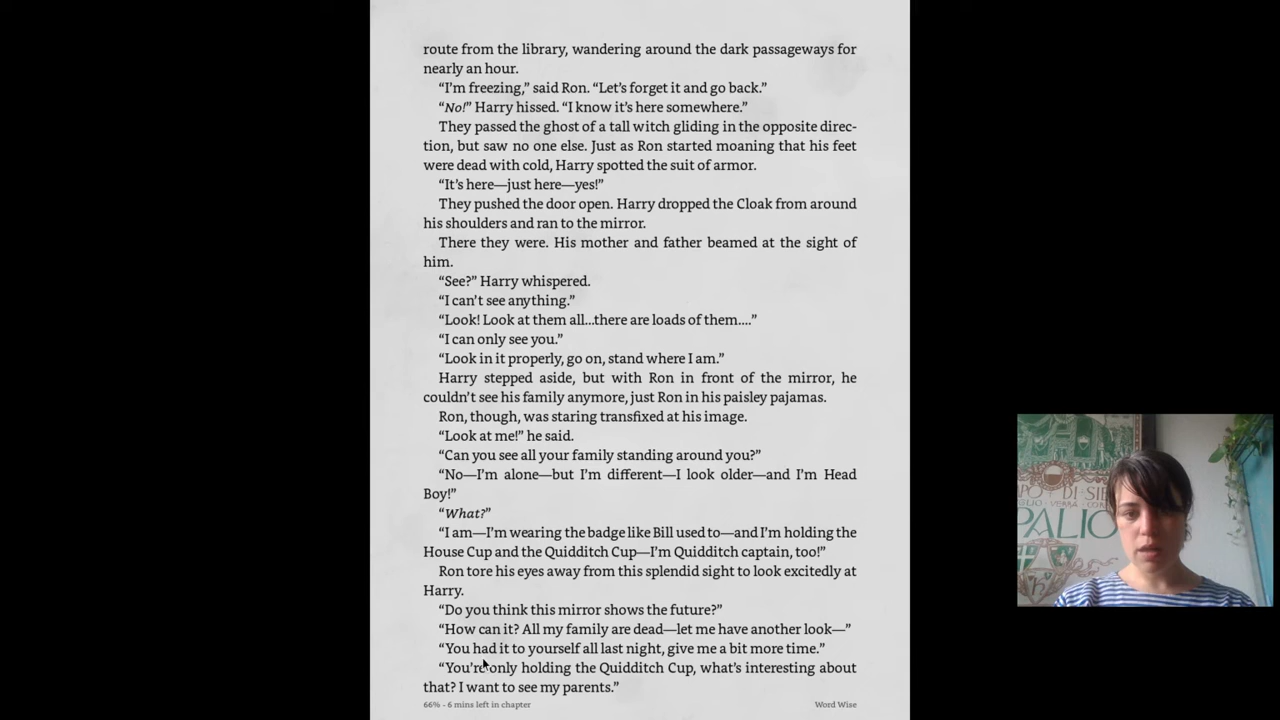 route from the library, wandering around the dark passageways for
nearly an hour.
“I’m freezing,” said Ron. “Let’s forget it and go back.”
“No!” Harry hissed. “I know it’s here somewhere.”
They passed the ghost of a tall witch gliding in the opposite direc-
tion, but saw no one else. Just as Ron started moaning that his feet
were dead with cold, Harry spotted the suit of armor.
“It’s here—just here—yes!”
They pushed the door open. Harry dropped the Cloak from around
his shoulders and ran to the mirror.
There they were. His mother and father beamed at the sight of
him.
“See?” Harry whispered.
“I can’t see anything.”
“Look! Look at them all...there are loads of them....”
“I can only see you.”
“Look in it properly, go on, stand where I am.”
Harry stepped aside, but with Ron in front of the mirror, he
couldn’t see his family anymore, just Ron in his paisley pajamas.
Ron, though, was staring transfixed at his image.
“Look at me!” he said.
“Can you see all your family standing around you?”
“No—I’m alone—but I’m different—I look older—and I’m Head
Boy!”
“What?”
“I am—I’m wearing the badge like Bill used to—and I’m holding the
House Cup and the Quidditch Cup—I’m Quidditch captain, too!”
Ron tore his eyes away from this splendid sight to look excitedly at
Harry.
“Do you think this mirror shows the future?”
“How can it? All my family are dead—let me have another look—”
“You had it to yourself all last night, give me a bit more time.”
“You’re only holding the Quidditch Cup, what’s interesting about
that? I want to see my parents.”
66% - 6 mins left in chapter
Word Wise
PALIO